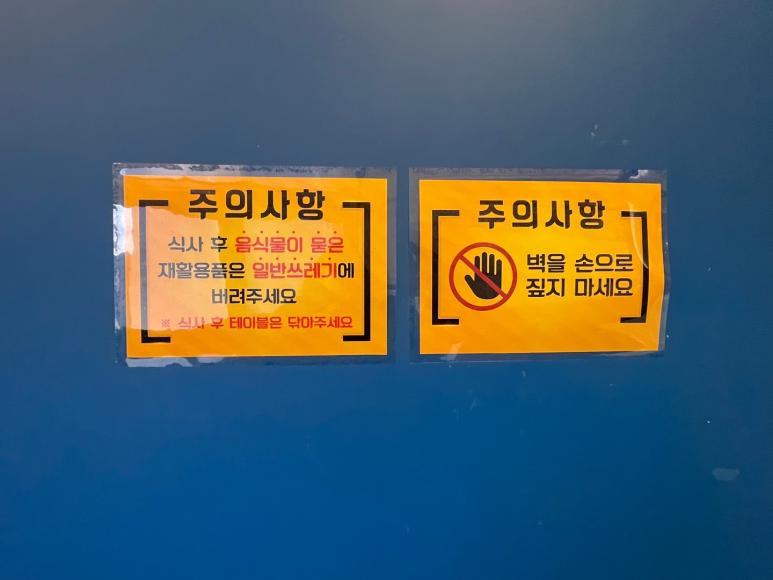 주의사항
식사 후 음식물이 묻은
재활용품은 일반쓰레기에
버려주세요
※ 식사 후 테이블은 닦아주세요
주의사항
벽을 손으로
짚지 마세요